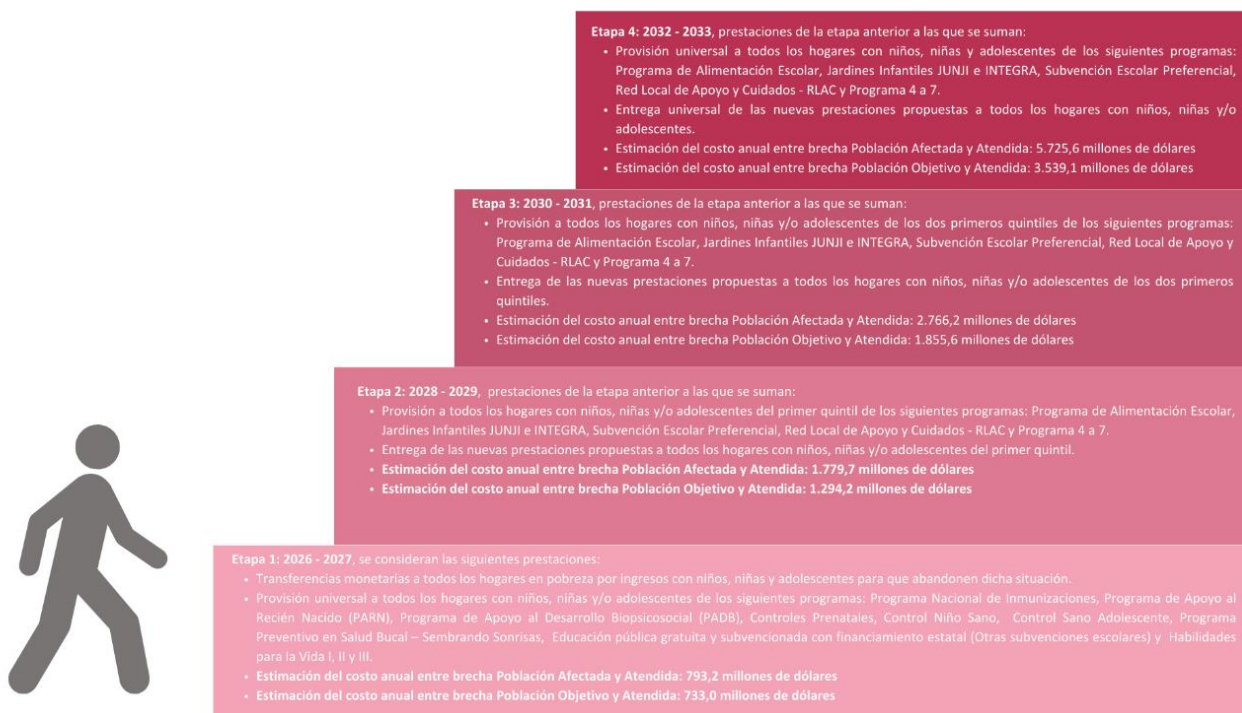 Etapa 4: 2032 - 2033, prestaciones de la etapa anterior a las que se suman:
• Provisión universal a todos los hogares con niños, niñas y adolescentes de los siguientes programas:
Programa de Alimentación Escolar, Jardines Infantiles JUNJI e INTEGRA, Subvención Escolar Preferencial,
Red Local de Apoyo y Cuidados - RLAC y Programa 4 a 7.
• Entrega universal de las nuevas prestaciones propuestas a todos los hogares con niños, niñas y/o
adolescentes.
• Estimación del costo anual entre brecha Población Afectada y Atendida: 5.725,6 millones de dólares
• Estimación del costo anual entre brecha Población Objetivo y Atendida: 3.539,1 millones de dólares
Etapa 3: 2030 - 2031, prestaciones de la etapa anterior a las que se suman:
• Provisión a todos los hogares con niños, niñas y/o adolescentes de los dos primeros quintiles de los siguientes programas:
Programa de Alimentación Escolar, Jardines Infantiles JUNJI e INTEGRA, Subvención Escolar Preferencial, Red Local de Apoyo y
Cuidados - RLAC y Programa 4 a 7.
• Entrega de las nuevas prestaciones propuestas a todos los hogares con niños, niñas y/o adolescentes de los dos primeros
quintiles.
• Estimación del costo anual entre brecha Población Afectada y Atendida: 2.766,2 millones de dólares
• Estimación del costo anual entre brecha Población Objetivo y Atendida: 1.855,6 millones de dólares
Etapa 2: 2028 - 2029, prestaciones de la etapa anterior a las que se suman:
• Provisión a todos los hogares con niños, niñas y/o adolescentes del primer quintil de los siguientes programas: Programa de Alimentación Escolar,
Jardines Infantiles JUNJI e INTEGRA, Subvención Escolar Preferencial, Red Local de Apoyo y Cuidados - RLAC y Programa 4 a 7.
• Entrega de las nuevas prestaciones propuestas a todos los hogares con niños, niñas y/o adolescentes del primer quintil.
• Estimación del costo anual entre brecha Población Afectada y Atendida: 1.779,7 millones de dólares
• Estimación del costo anual entre brecha Población Objetivo y Atendida: 1.294,2 millones de dólares
Etapa 1: 2026 - 2027, se consideran las siguientes prestaciones:
• Transferencias monetarias a todos los hogares en pobreza por ingresos con niños, niñas y adolescentes para que abandonen dicha situación.
• Provisión universal a todos los hogares con niños, niñas y/o adolescentes de los siguientes programas: Programa Nacional de Inmunizaciones, Programa de Apoyo al
Recién Nacido (PARN), Programa de Apoyo al Desarrollo Biopsicosocial (PADB), Controles Prenatales, Control Niño Sano, Control Sano Adolescente, Programa
Preventivo en Salud Bucal – Sembrando Sonrisas, Educación pública gratuita y subvencionada con financiamiento estatal (Otras subvenciones escolares) y Habilidades
para la Vida I, II y III.
• Estimación del costo anual entre brecha Población Afectada y Atendida: 793,2 millones de dólares
• Estimación del costo anual entre brecha Población Objetivo y Atendida: 733,0 millones de dólares